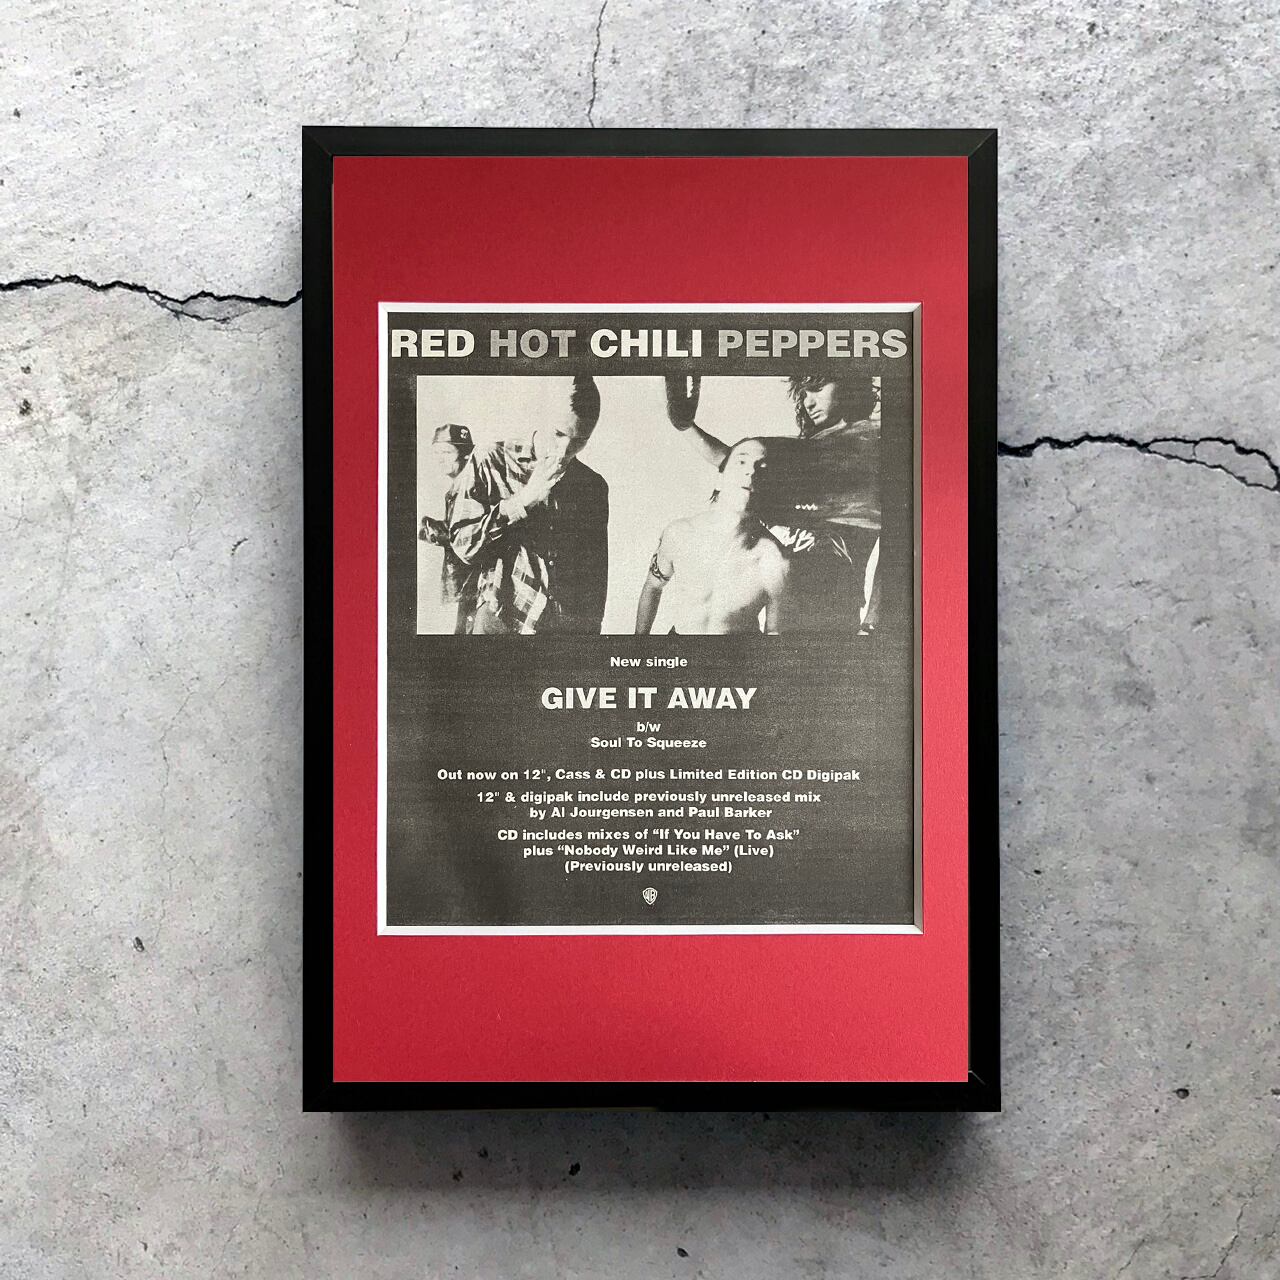 RED HOT CHILI PEPPERS
New single
GIVE IT AWAY
b/w
Soul To Squeeze
Out now on 12", Cass & CD plus Limited Edition CD Digipak
12" & digipak include previously unreleased mix
by Al Jourgensen and Paul Barker
CD includes mixes of “If You Have To Ask”
plus “Nobody Weird Like Me” (Live)
(Previously unreleased)
WB